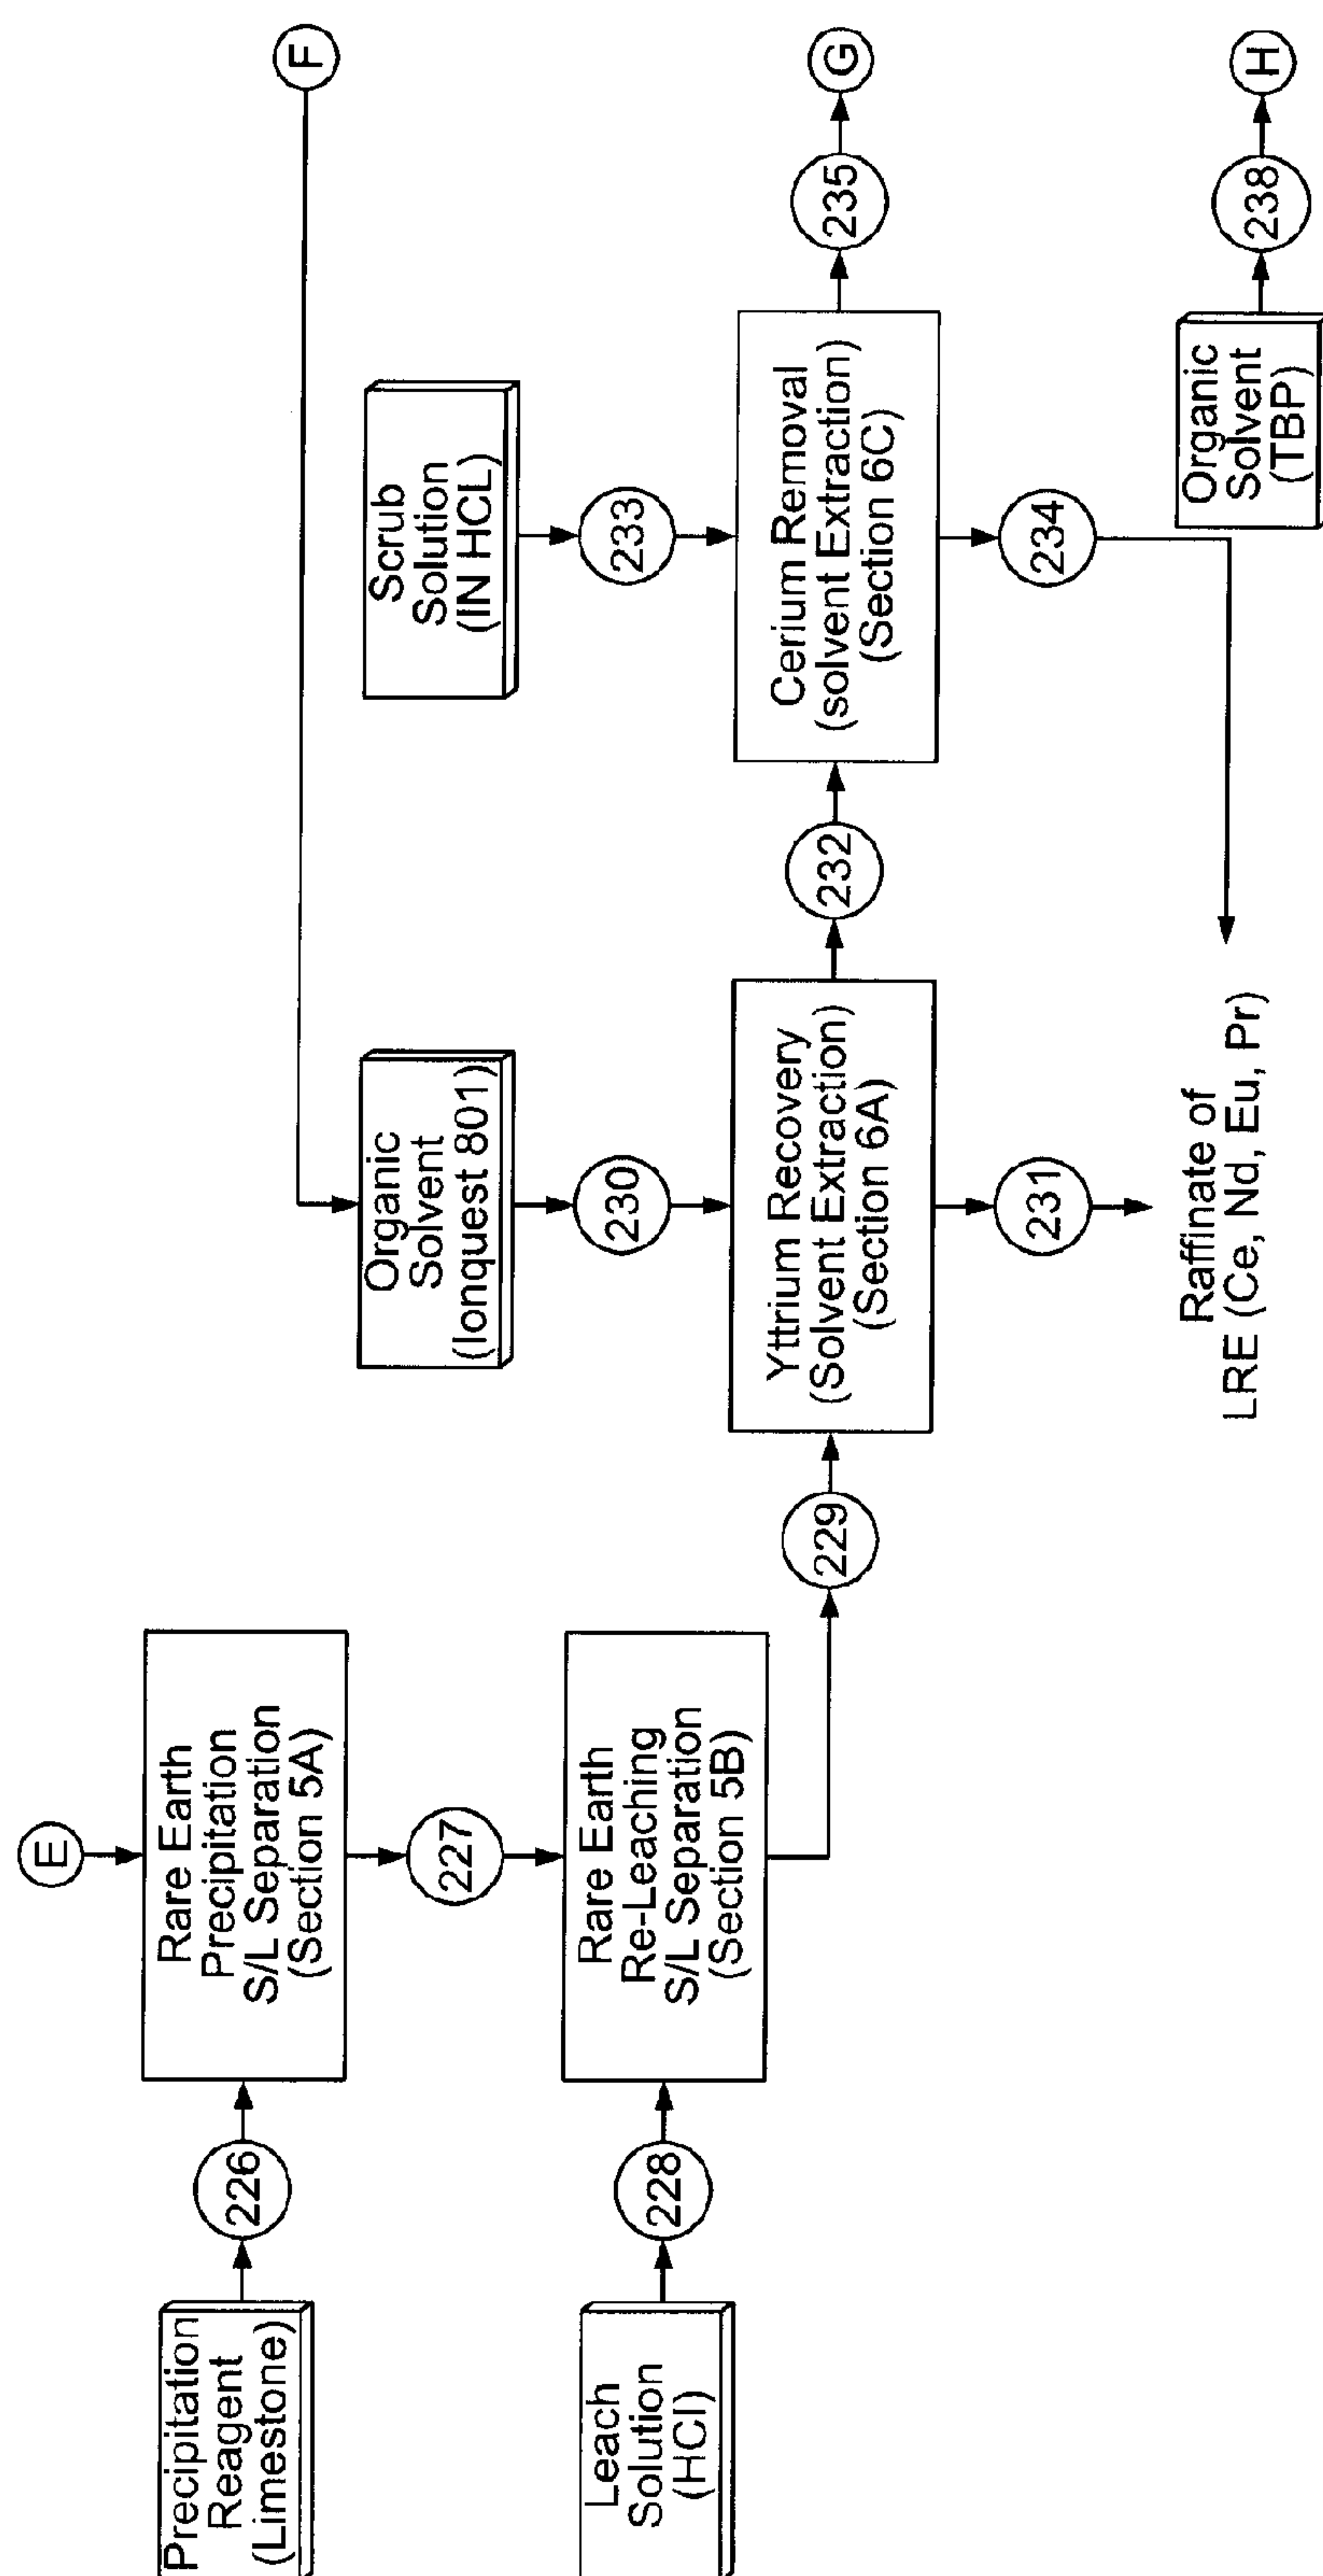 E
F
Precipitation
Reagent
(Limestone)
226
Rare Earth
Precipitation
S/L Separation
(Section 5A)
227
Leach
Solution
(HCl)
228
Rare Earth
Re-Leaching
S/L Separation
(Section 5B)
229
Organic
Solvent
(Ionquest 801)
230
Yttrium Recovery
(Solvent Extraction)
(Section 6A)
231
Raffinate of
LRE (Ce, Nd, Eu, Pr)
232
Scrub
Solution
(IN HCL)
233
Cerium Removal
(solvent Extraction)
(Section 6C)
234
235
G
Organic
Solvent
(TBP)
238
H